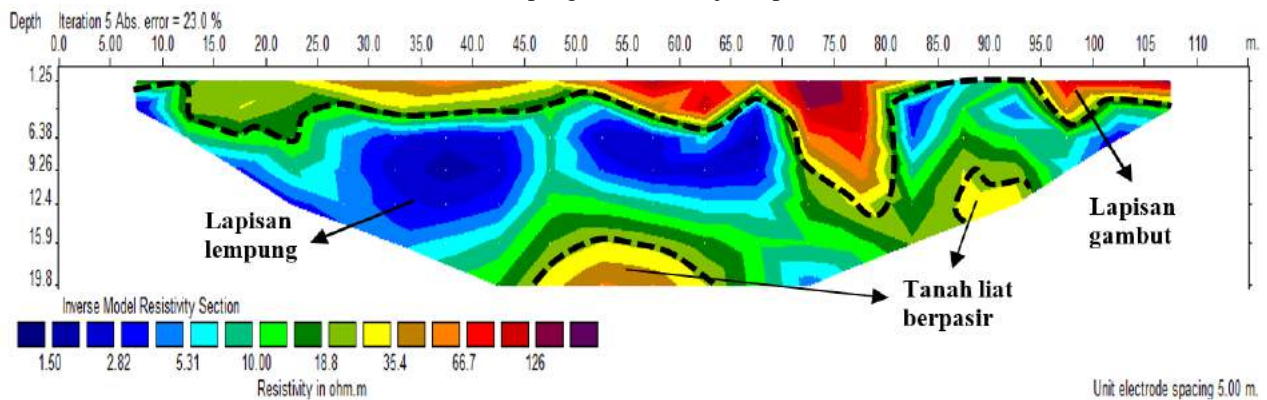 Depth Iteration 5 Abs. error = 23.0 %
0.0 5.00 10.0 15.0 20.0 25.0 30.0 35.0 40.0 45.0 50.0 55.0 60.0 65.0 70.0 75.0 80.0 85.0 90.0 95.0 100 105 110 m.
1.25
6.38
9.26
12.4
15.9
19.8
Lapisan
lempung
Lapisan
gambut
Tanah liat
berpasir
Inverse Model Resistivity Section
1.50 2.82 5.31 10.00 18.8 35.4 66.7 126
Resistivity in ohm.m
Unit electrode spacing 5.00 m.